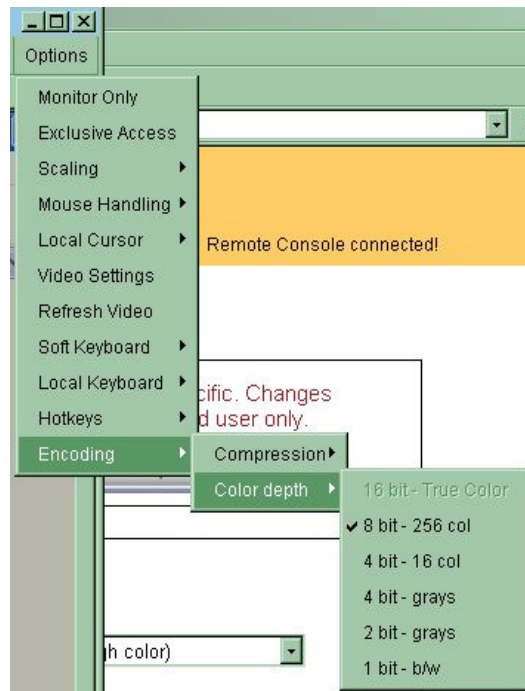 Options
Monitor Only
Exclusive Access
Scaling
Mouse Handling
Local Cursor
Remote Console connected!
Video Settings
Refresh Video
Soft Keyboard
Local Keyboard
cific. Changes
Hotkeys
d user only.
Encoding
Compression
Color depth
16 bit - True Color
8 bit - 256 col
4 bit - 16 col
4 bit - grays
2 bit - grays
1 bit - b/w
gh color)